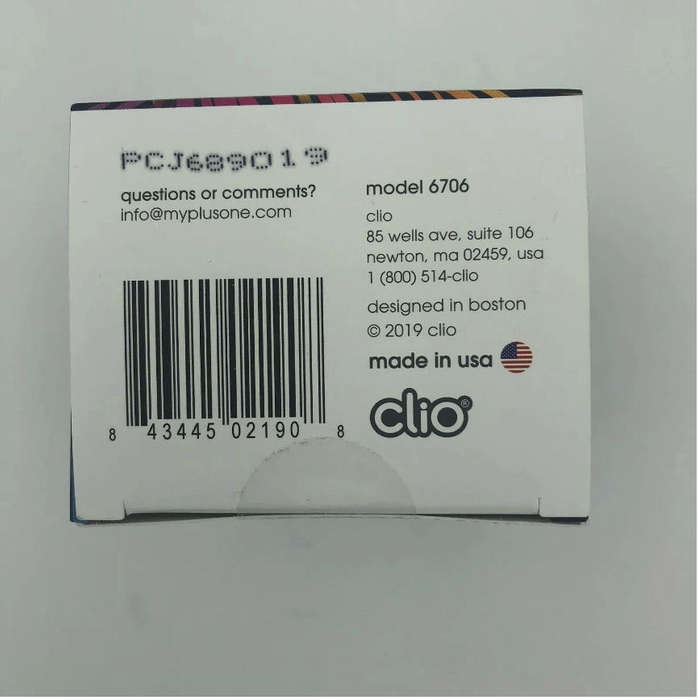 PCJ689019
questions or comments?
info@myplusone.com
8 43445 02190 8
model 6706
clio
85 wells ave, suite 106
newton, ma 02459, usa
1 (800) 514-clio
designed in boston
© 2019 clio
made in usa
clio®